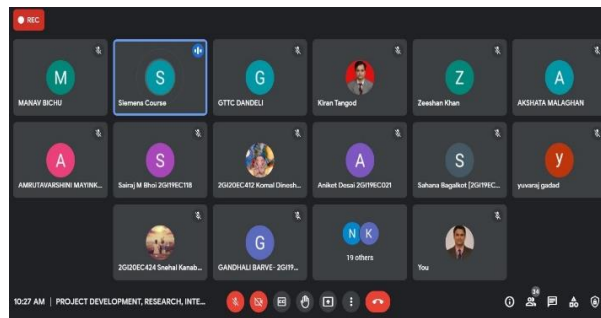 REC
M
MANAV BICHU
S
Siemens Course
G
GTTC DANDELI
Kiran Tangod
Z
Zeeshan Khan
A
AKSHATA MALAGHAN
A
AMRUTAVARSHINI MAYINK...
S
Sairaj M Bhoi 2GI19EC118
2GI20EC412 Komal Dinesh...
A
Aniket Desai 2GI19EC021
S
Sahana Bagalkot [2GI19EC...
y
yuvaraj gadad
2GI20EC424 Snehal Kanab...
G
GANDHALI BARVE- 2GI19...
N K
19 others
You
10:27 AM | PROJECT DEVELOPMENT, RESEARCH, INTE...
34